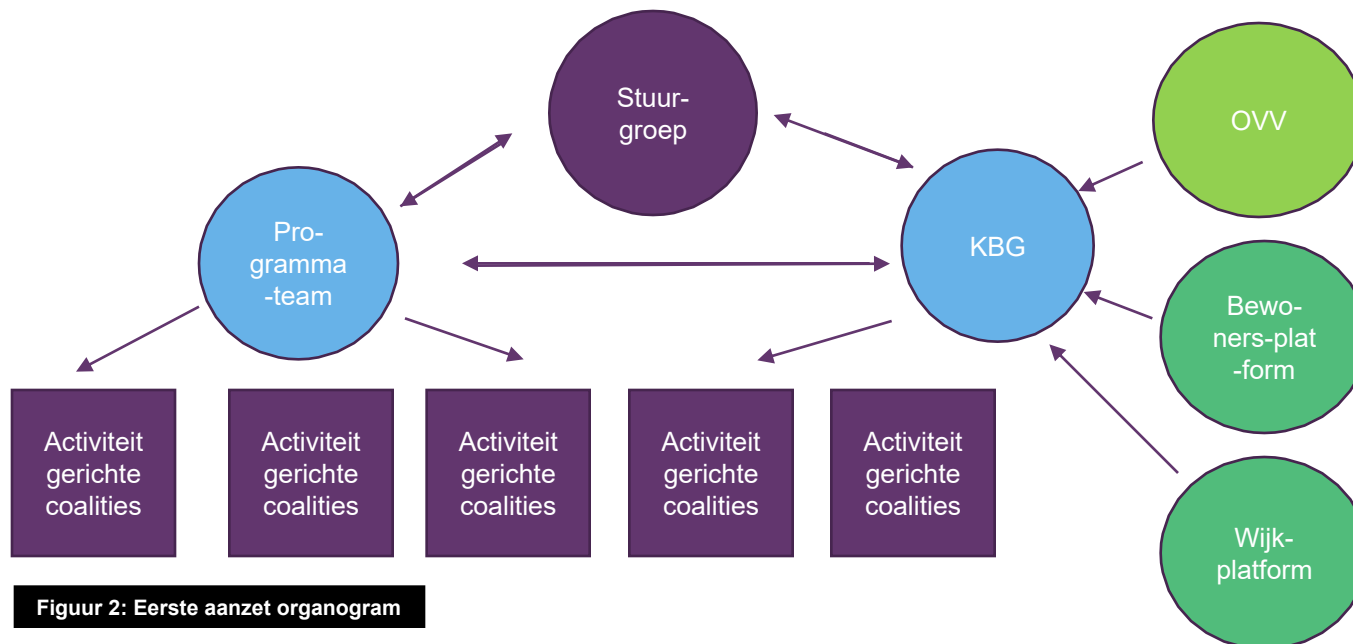 Stuur-
groep
OVV
Pro-
gramma
-team
KBG
Bewo-
ners-plat
-form
Activiteit
gerichte
coalities
Activiteit
gerichte
coalities
Activiteit
gerichte
coalities
Activiteit
gerichte
coalities
Activiteit
gerichte
coalities
Wijk-
platform
Figuur 2: Eerste aanzet organogram